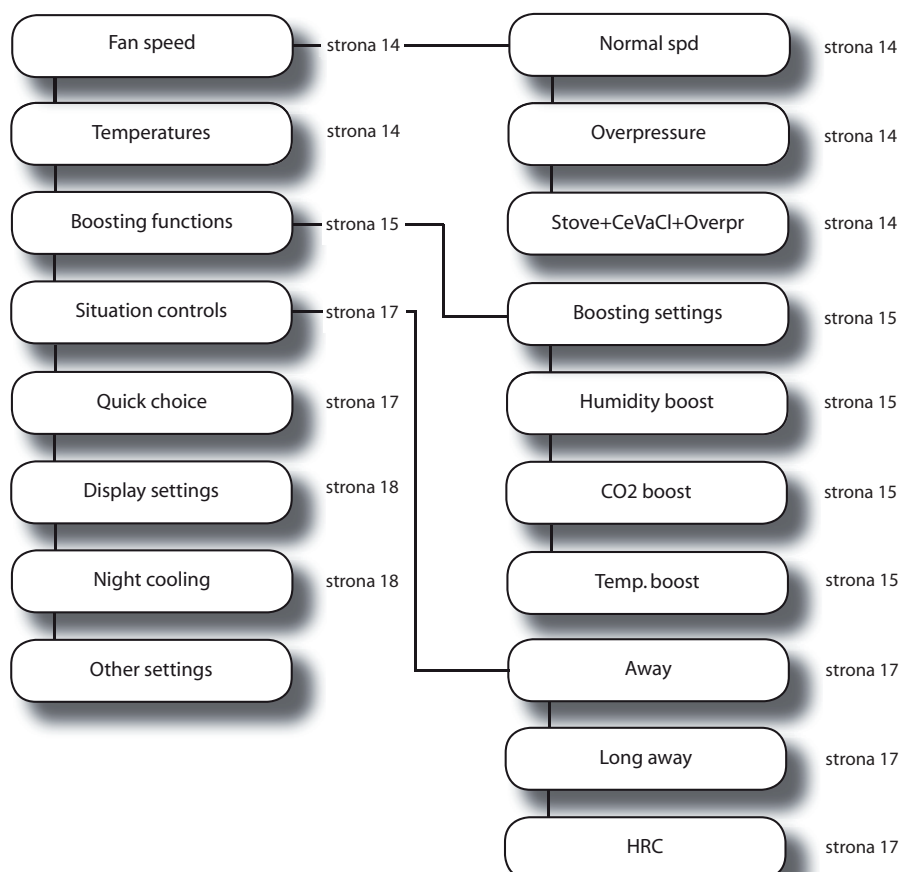 Fan speed
strona 14
Normal spd
strona 14
Temperatures
strona 14
Overpressure
strona 14
Boosting functions
strona 15
Stove+CeVaCl+Overpr
strona 14
Situation controls
strona 17
Boosting settings
strona 15
Quick choice
strona 17
Humidity boost
strona 15
Display settings
strona 18
CO2 boost
strona 15
Night cooling
strona 18
Temp. boost
strona 15
Other settings
Away
strona 17
Long away
strona 17
HRC
strona 17